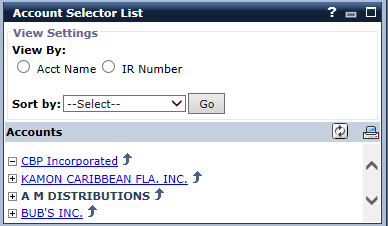 Account Selector List ?
View Settings
View By:
Acct Name IR Number
Sort by: --Select-- Go
Accounts
CBP Incorporated
KAMON CARIBBEAN FLA. INC.
A M DISTRIBUTIONS
BUB'S INC.